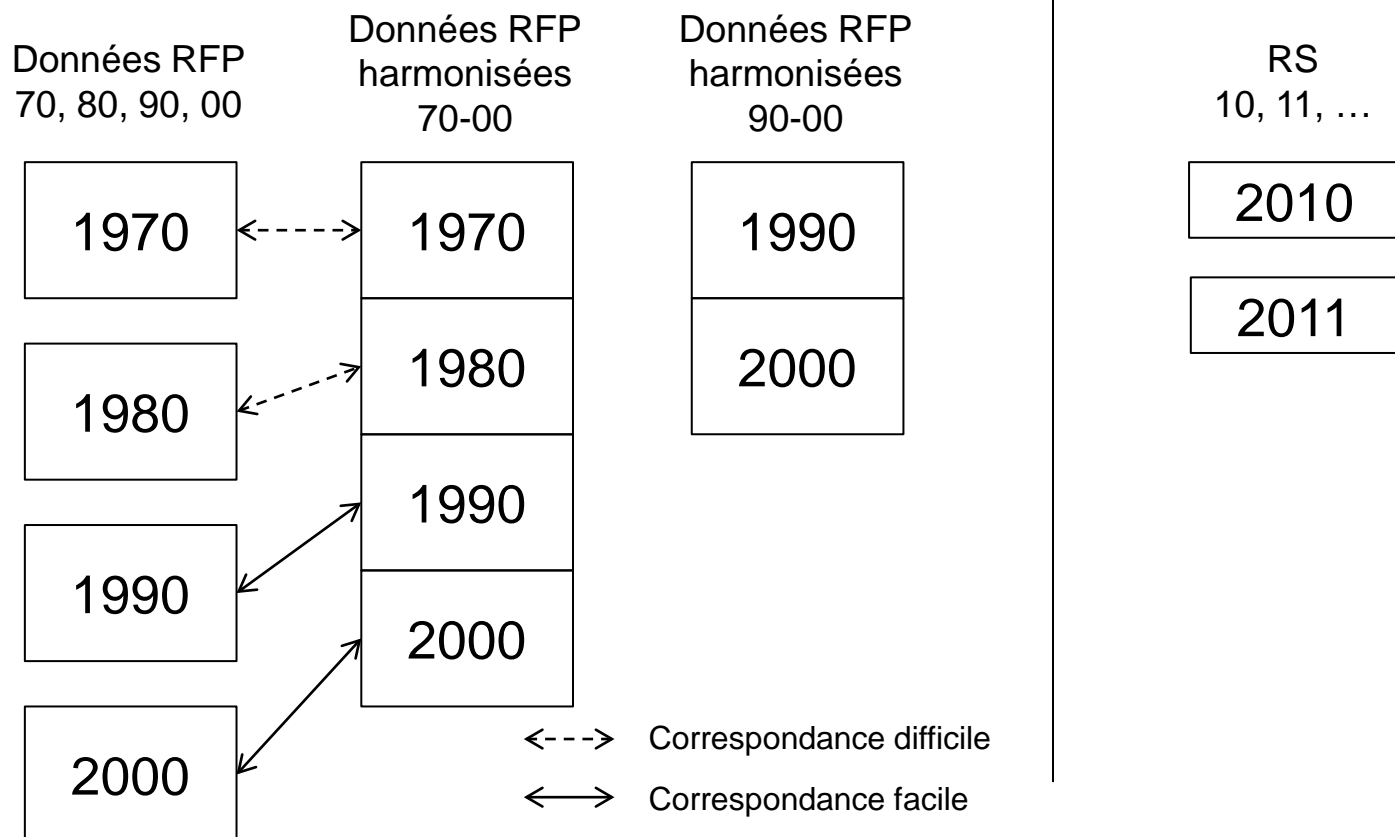 Données RFP
70, 80, 90, 00
Données RFP
harmonisées
70-00
Données RFP
harmonisées
90-00
RS
10, 11, …
1970
1980
1990
2000
1970
1980
1990
2000
1990
2000
2010
2011
Correspondance difficile
Correspondance facile